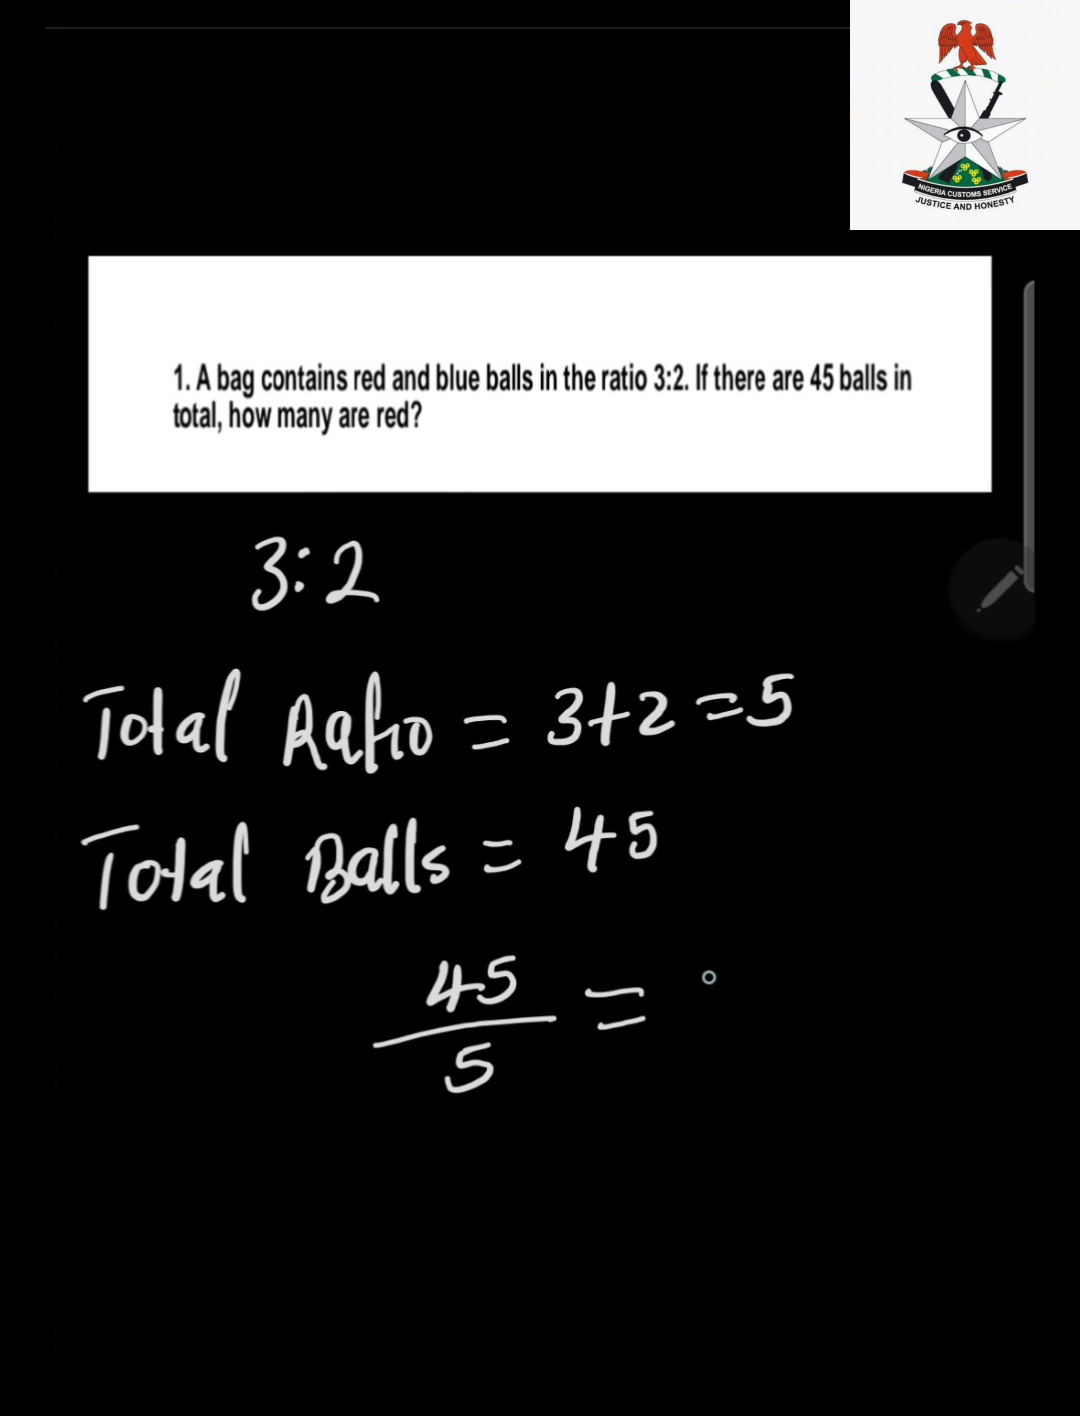 NIGERIA CUSTOMS SERVICE
JUSTICE AND HONESTY
1. A bag contains red and blue balls in the ratio 3:2. If there are 45 balls in
total, how many are red?
3:2
Total Ratio = 3+2 = 5
Total Balls = 45
45
5
=